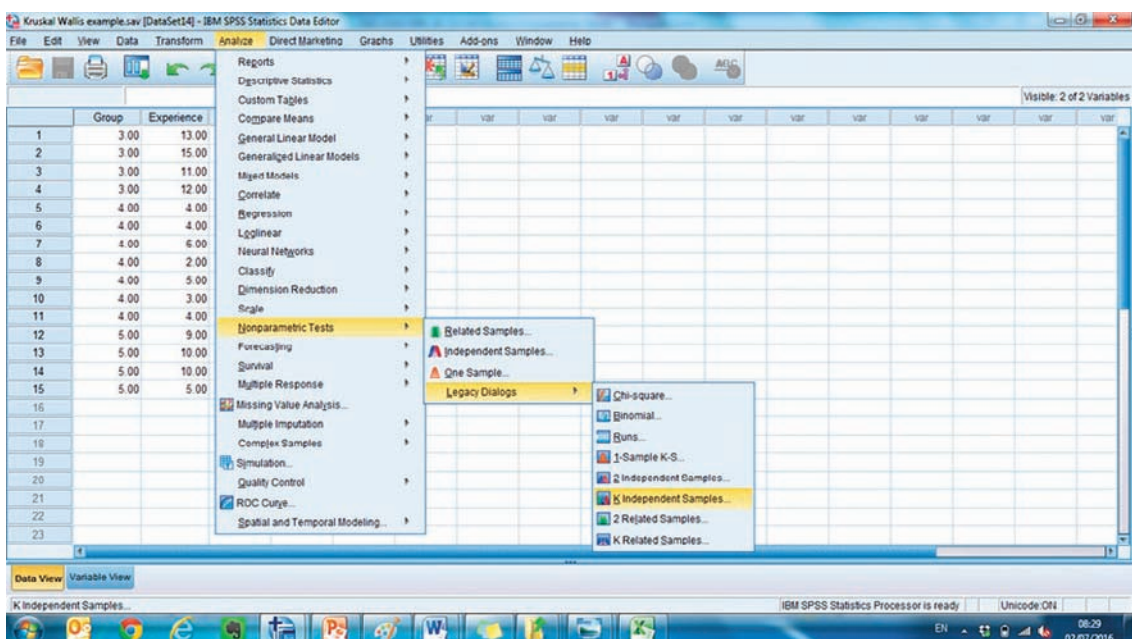 Kruskal Wallis example.sav [DataSet14] - IBM SPSS Statistics Data Editor
File Edit View Data Transform Analyze Direct Marketing Graphs Utilities Add-ons Window Help
Visible: 2 of 2 Variables
Group Experience var var var var var var var var var var
1 3.00 13.00
2 3.00 15.00
3 3.00 11.00
4 3.00 12.00
5 4.00 4.00
6 4.00 4.00
7 4.00 6.00
8 4.00 2.00
9 4.00 5.00
10 4.00 3.00
11 4.00 4.00
12 5.00 9.00
13 5.00 10.00
14 5.00 10.00
15 5.00 5.00
16
17
18
19
20
21
22
23
Reports
Descriptive Statistics
Custom Tables
Compare Means
General Linear Model
Generalized Linear Models
Mixed Models
Correlate
Regression
Loglinear
Neural Networks
Classify
Dimension Reduction
Scale
Nonparametric Tests
Forecasting
Survival
Multiple Response
Missing Value Analysis...
Multiple Imputation
Complex Samples
Simulation...
Quality Control
ROC Curve...
Spatial and Temporal Modeling...
Related Samples...
Independent Samples...
One Sample...
Legacy Dialogs
Chi-square...
Binomial...
Runs...
1-Sample K-S...
2 Independent Samples...
K Independent Samples...
2 Related Samples...
K Related Samples...
Data View Variable View
K Independent Samples...
IBM SPSS Statistics Processor is ready Unicode:ON
EN 08:29
03/07/2016